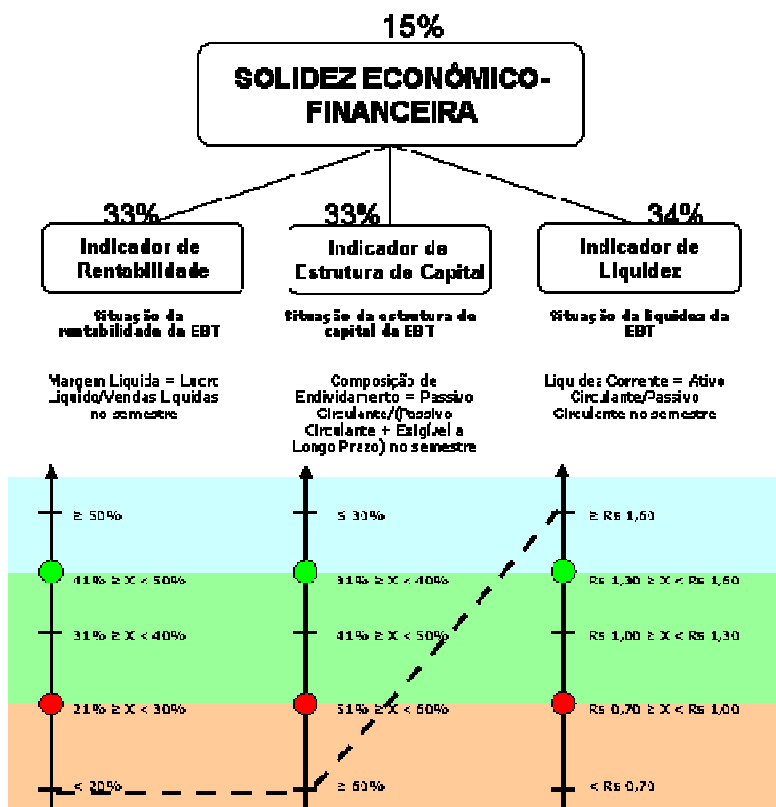 15%
SOLIDEZ ECONÔMICO-
FINANCEIRA
33%
Indicador de
Rentabilidade
Situação da
rentabilidade da EBT
Margem Líquida = Lucro
Líquido/Vendas Líquidas
no semestre
≥ 50%
41% ≥ X < 50%
31% ≥ X < 40%
21% ≥ X < 30%
< 20%
33%
Indicador de
Estrutura de Capital
Situação da estrutura de
capital da EBT
Composição de
Endividamento = Passivo
Circulante/(Passivo
Circulante + Exigível a
Longo Prazo) no semestre
≤ 30%
31% ≥ X < 40%
41% ≥ X < 50%
51% ≥ X < 60%
≥ 60%
34%
Indicador de
Liquidez
Situação da liquidez da
EBT
Liquidez Corrente = Ativo
Circulante/Passivo
Circulante no semestre
≥ R$ 1,60
R$ 1,30 ≥ X < R$ 1,60
R$ 1,00 ≥ X < R$ 1,30
R$ 0,70 ≥ X < R$ 1,00
< R$ 0,70